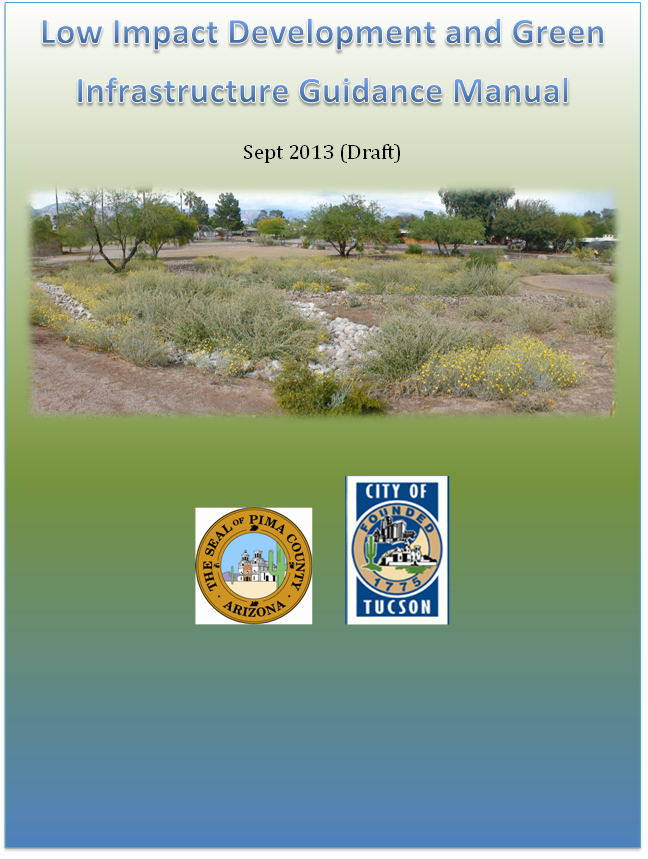 Low Impact Development and Green
Infrastructure Guidance Manual
Sept 2013 (Draft)
THE SEAL OF PIMA COUNTY
· ARIZONA ·
CITY OF
FOUNDED
1775
TUCSON